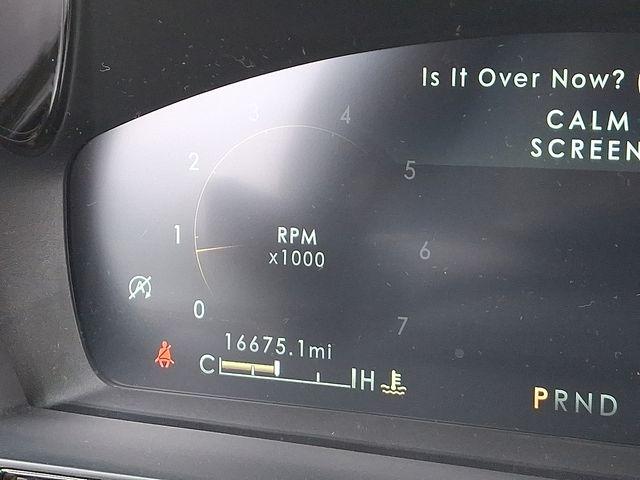 Is It Over Now?
CALM
SCREEN
3
4
2
5
1
RPM
x1000
6
0
7
16675.1mi
C
H
PRND